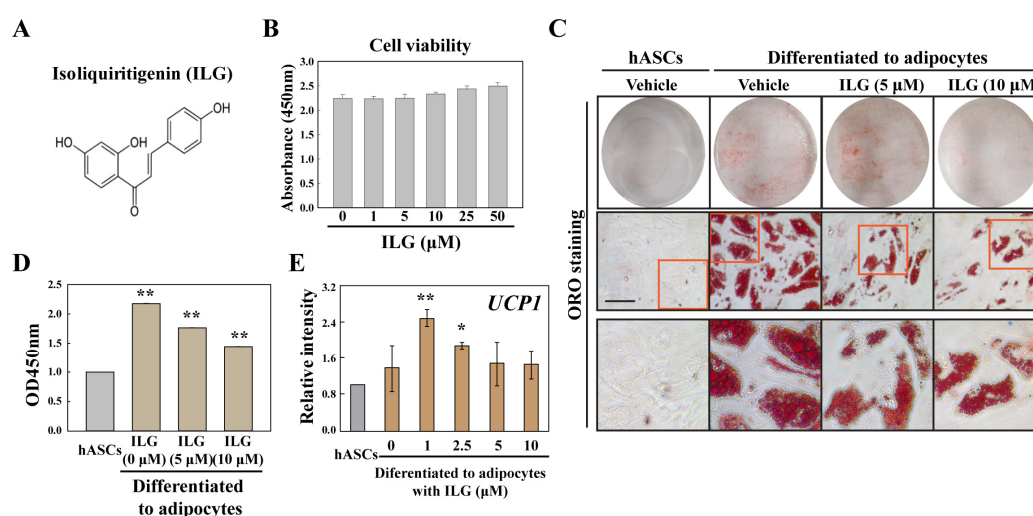 A
Isoliquiritigenin (ILG)
OH
HO
OH
O
B
Cell viability
Absorbance (450nm)
3.0
2.5
2.0
1.5
1.0
0.5
0.0
0 1 5 10 25 50
ILG (μM)
C
hASCs
Differentiated to adipocytes
Vehicle
Vehicle
ILG (5 μM)
ILG (10 μM)
ORO staining
D
OD450nm
2.5
2.0
1.5
1.0
0.5
0.0
**
**
**
hASCs
ILG ILG ILG
(0 μM) (5 μM) (10 μM)
Differentiated
to adipocytes
E
UCP1
Relative intensity
3.2
2.4
1.6
0.8
0.0
**
*
hASCs
0 1 2.5 5 10
Diferentiated to adipocytes
with ILG (μM)